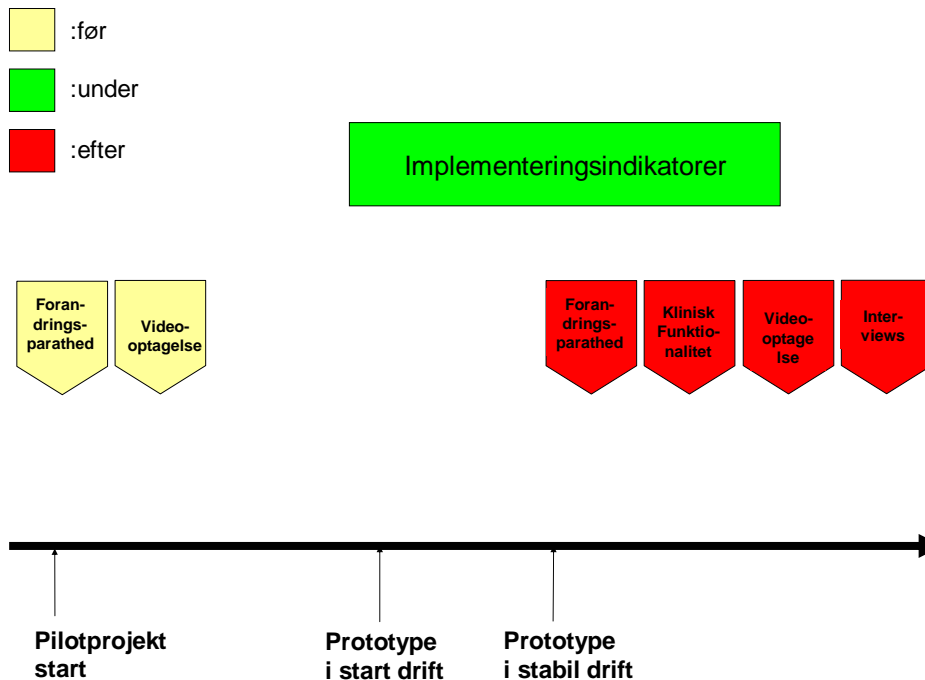 :før
:under
:efter
Implementeringsindikatorer
Foran-
drings-
parathed
Video-
optagelse
Foran-
drings-
parathed
Klinisk
Funktio-
nalitet
Video-
optage
lse
Inter-
views
Pilotprojekt
start
Prototype
i start drift
Prototype
i stabil drift